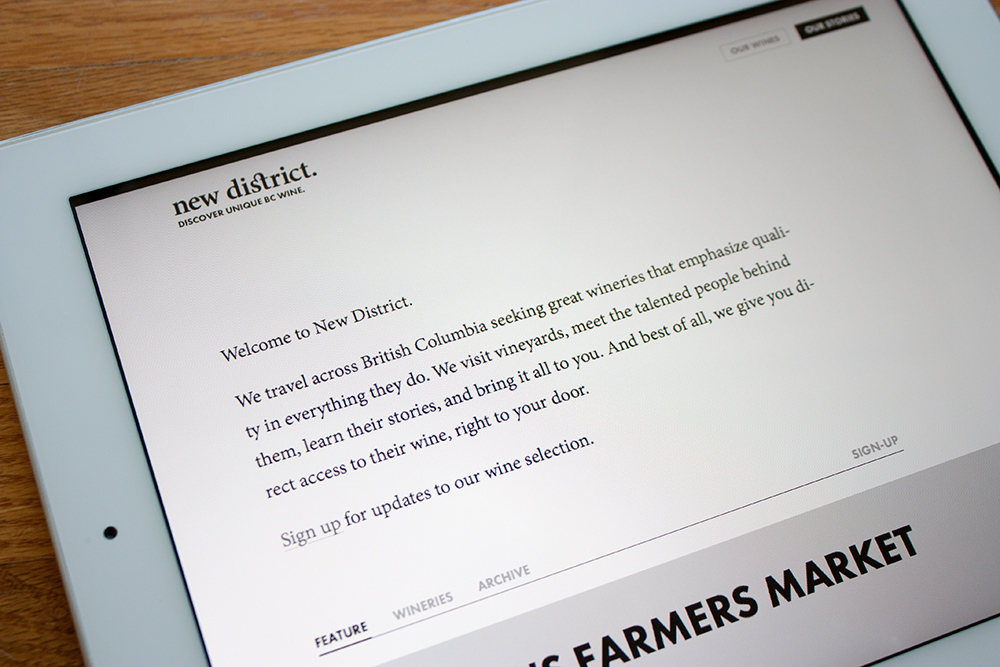 OUR WINES OUR STORIES
new district.
DISCOVER UNIQUE BC WINE.
Welcome to New District.
We travel across British Columbia seeking great wineries that emphasize quali-
ty in everything they do. We visit vineyards, meet the talented people behind
them, learn their stories, and bring it all to you. And best of all, we give you di-
rect access to their wine, right to your door.
Sign up for updates to our wine selection.
FEATURE WINERIES ARCHIVE SIGN-UP
FARMERS MARKET